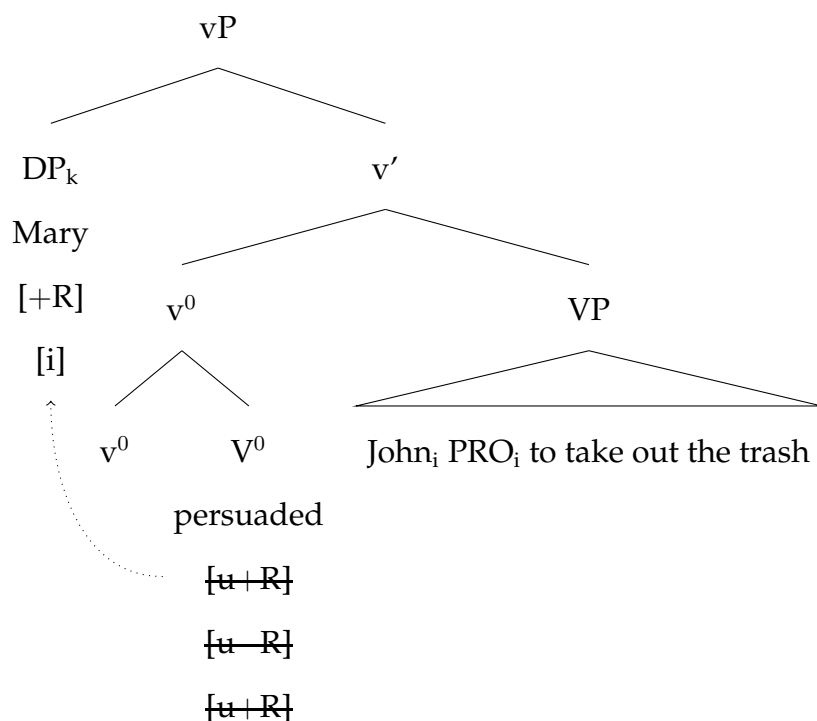 vP
DPₖ v′
Mary
[+R] v⁰ VP
[i]
v⁰ V⁰ Johnᵢ PROᵢ to take out the trash
persuaded
[u+R]
[u−R]
[u+R]